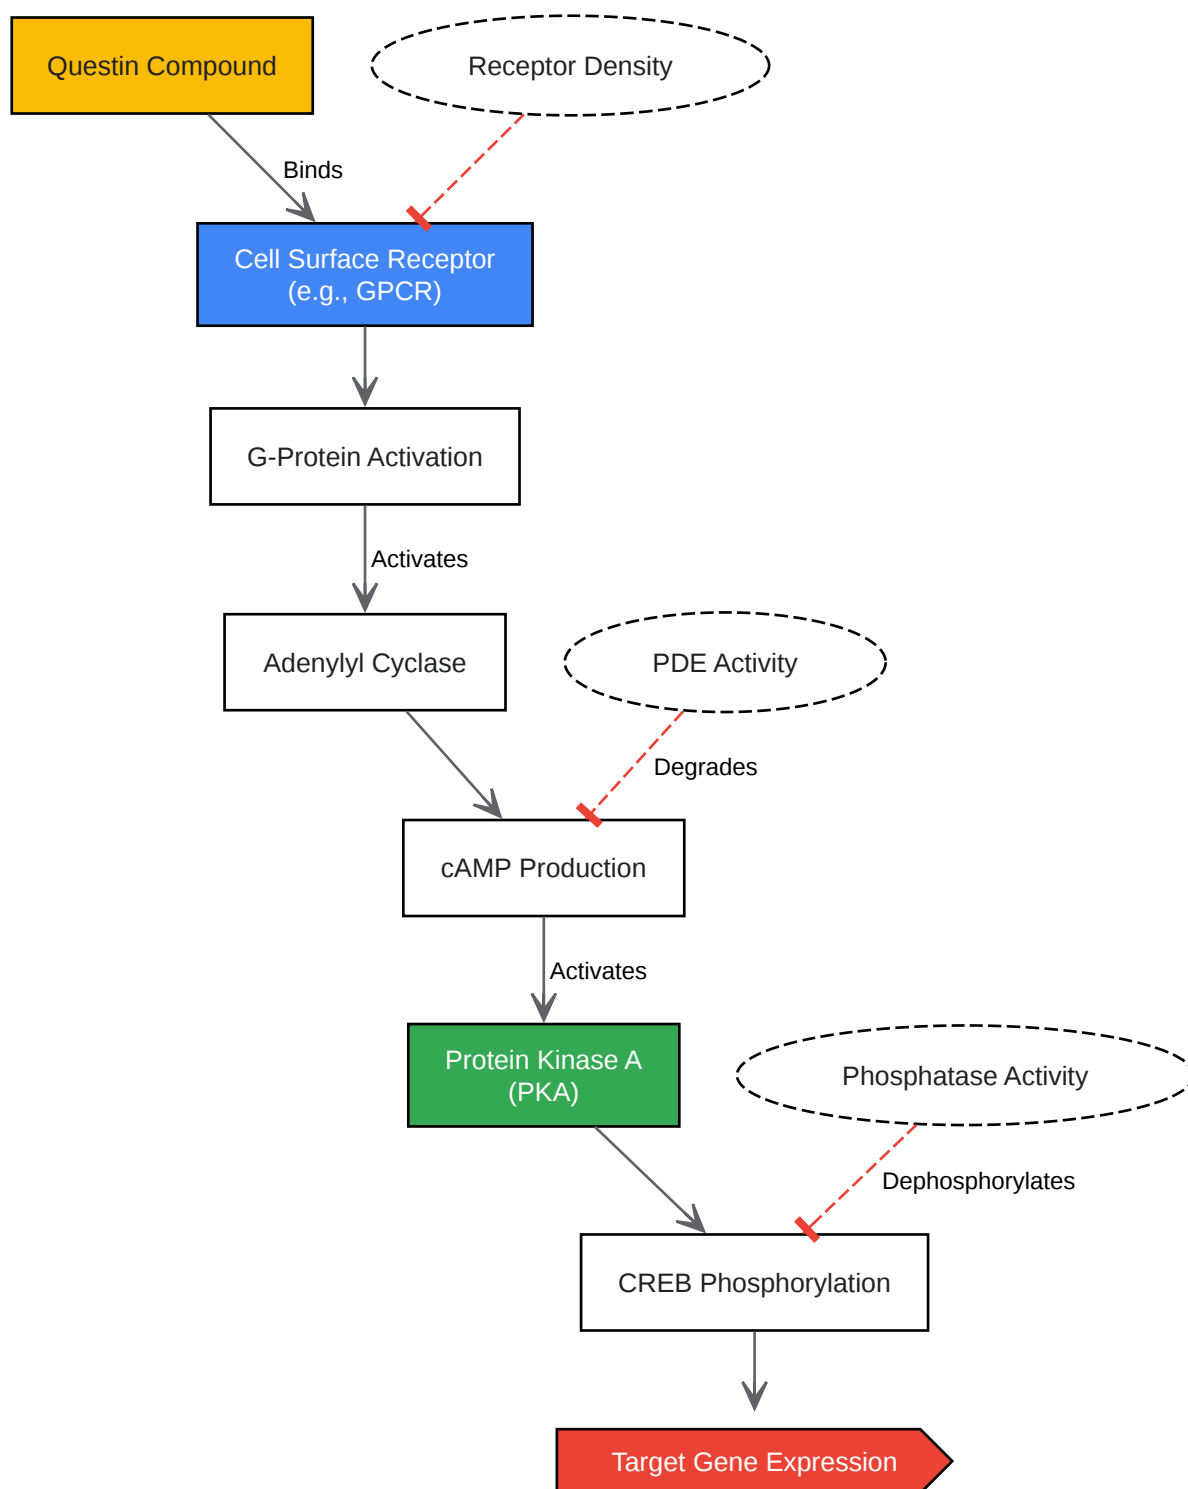 Questin Compound
Receptor Density
Binds
Cell Surface Receptor
(e.g., GPCR)
G-Protein Activation
Activates
Adenylyl Cyclase
PDE Activity
Degrades
cAMP Production
Activates
Protein Kinase A
(PKA)
Phosphatase Activity
Dephosphorylates
CREB Phosphorylation
Target Gene Expression